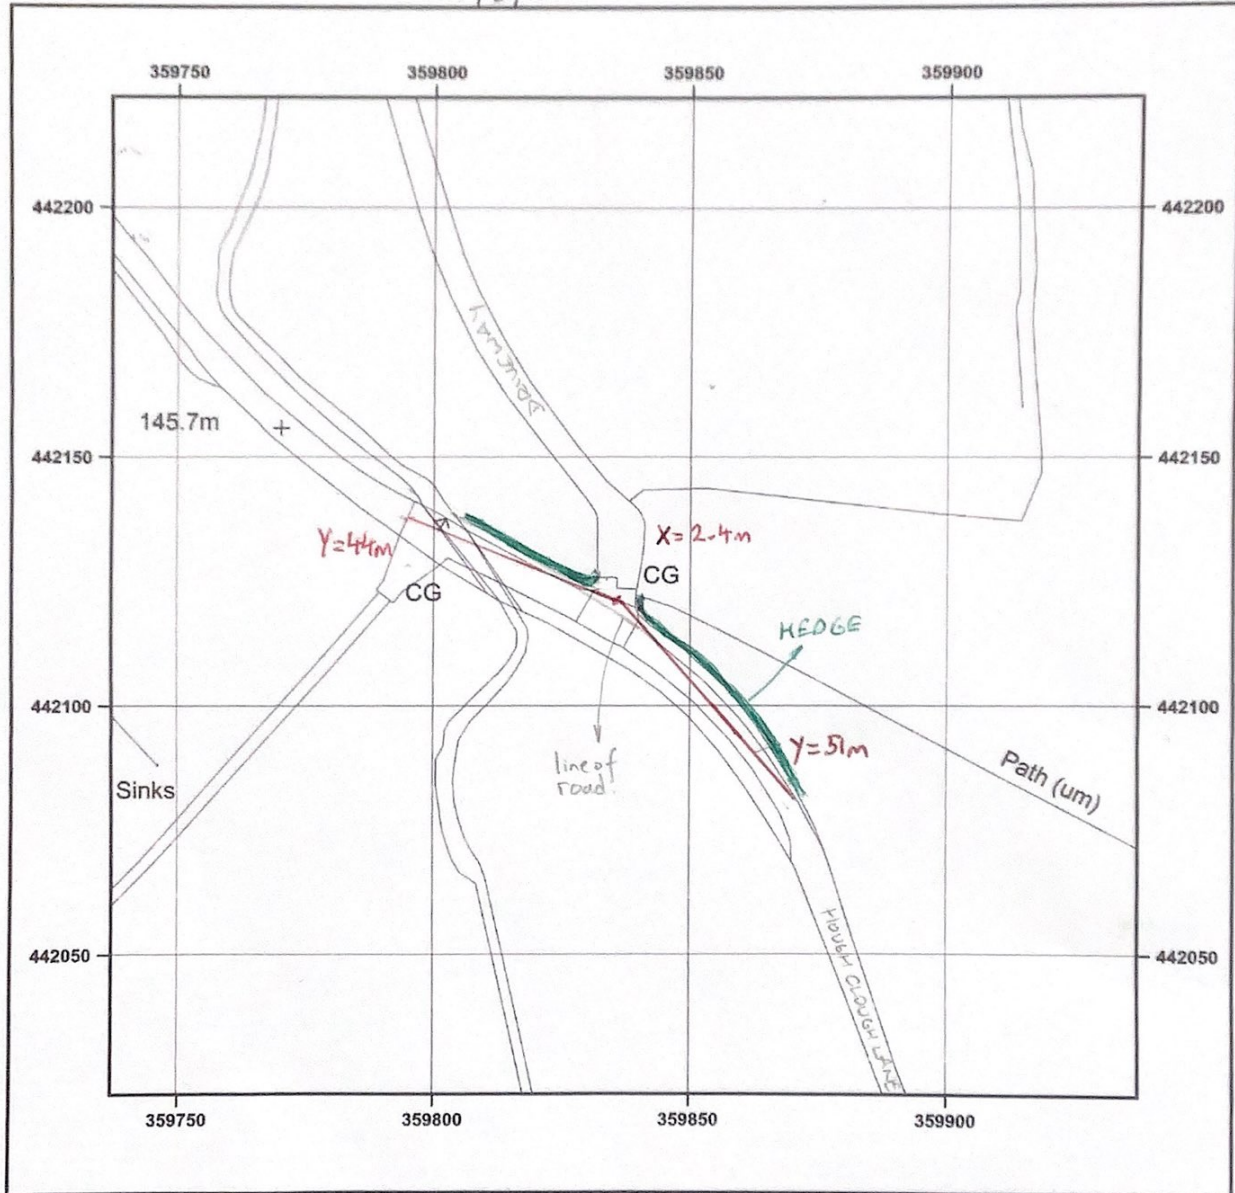 359750
359800
359850
359900
442200
442200
DRIVEWAY
145.7m
442150
442150
Y=44m
X=2.4m
CG
CG
HEDGE
442100
442100
line of
road.
Y=51m
Path (um)
Sinks
HOUGH CLOUGH LANE
442050
442050
359750
359800
359850
359900